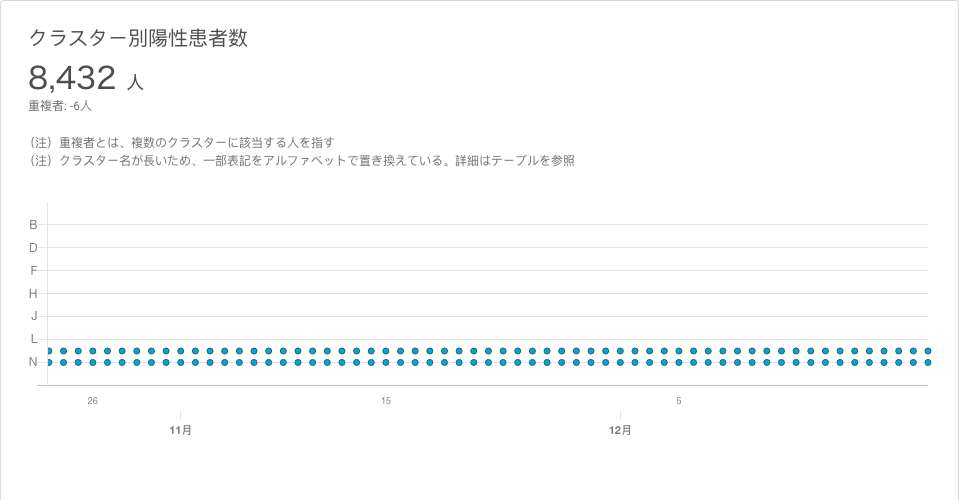 クラスター別陽性患者数
8,432 人
重複者: -6人
（注）重複者とは、複数のクラスターに該当する人を指す
（注）クラスター名が長いため、一部表記をアルファベットで置き換えている。詳細はテーブルを参照
B
D
F
H
J
L
N
26 15 5
11月 12月